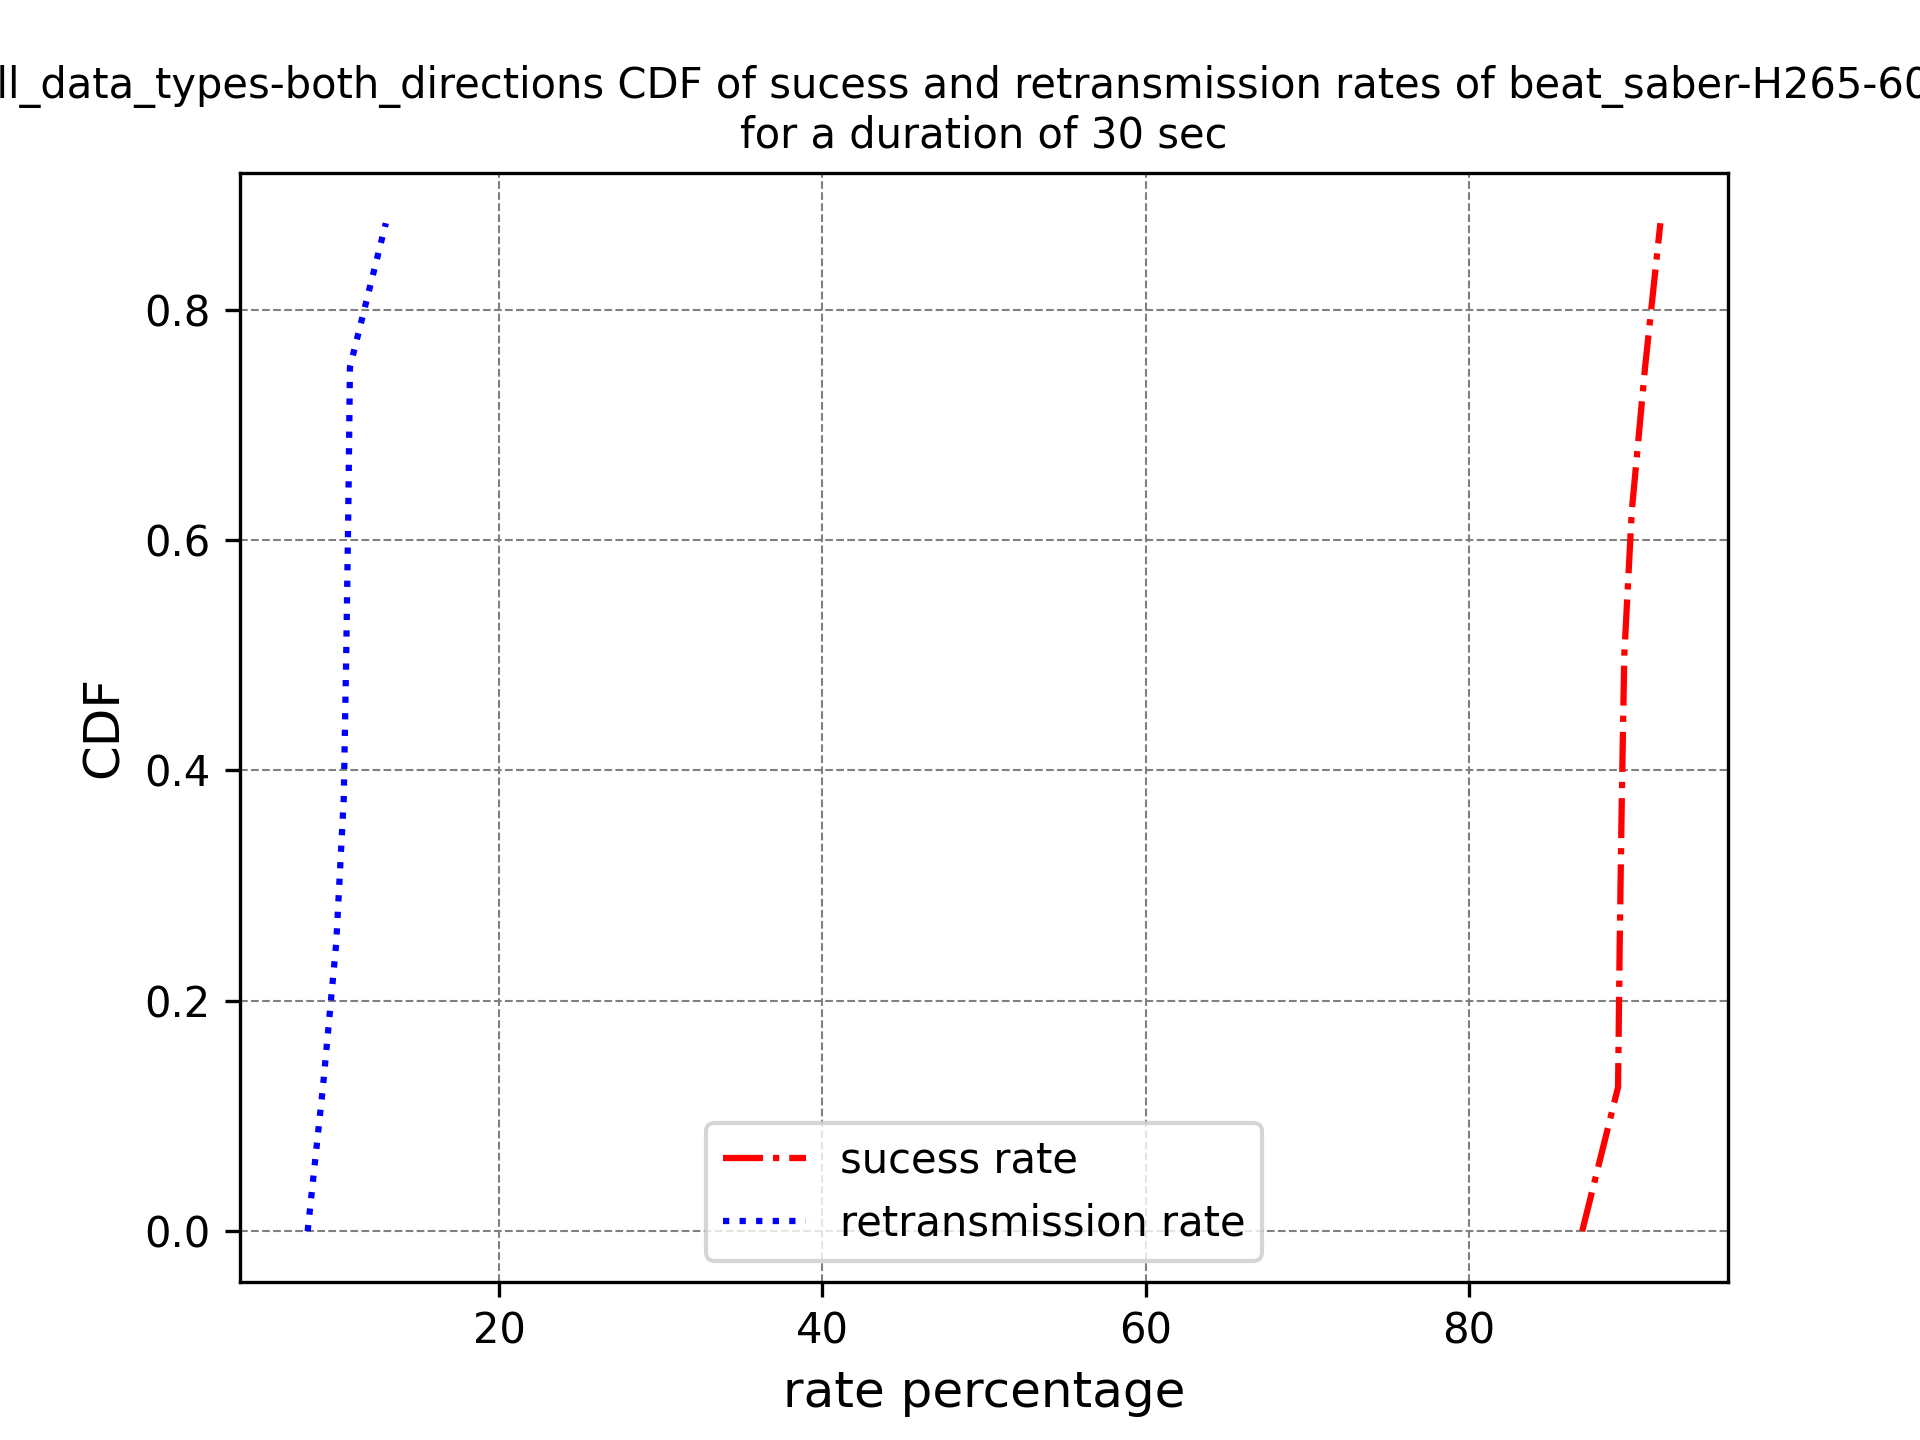 ll_data_types-both_directions CDF of sucess and retransmission rates of beat_saber-H265-60
for a duration of 30 sec
0.8
0.6
0.4
0.2
0.0
CDF
sucess rate
retransmission rate
20 40 60 80
rate percentage